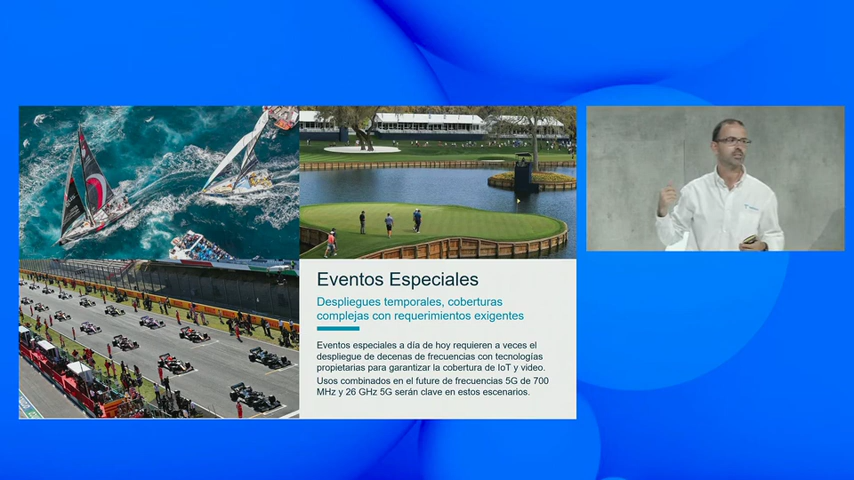 Eventos Especiales
Despliegues temporales, coberturas
complejas con requerimientos exigentes
Eventos especiales a día de hoy requieren a veces el
despliegue de decenas de frecuencias con tecnologías
propietarias para garantizar la cobertura de IoT y video.
Usos combinados en el future de frecuencias 5G de 700
MHz y 26 GHz 5G serán clave en estos escenarios.